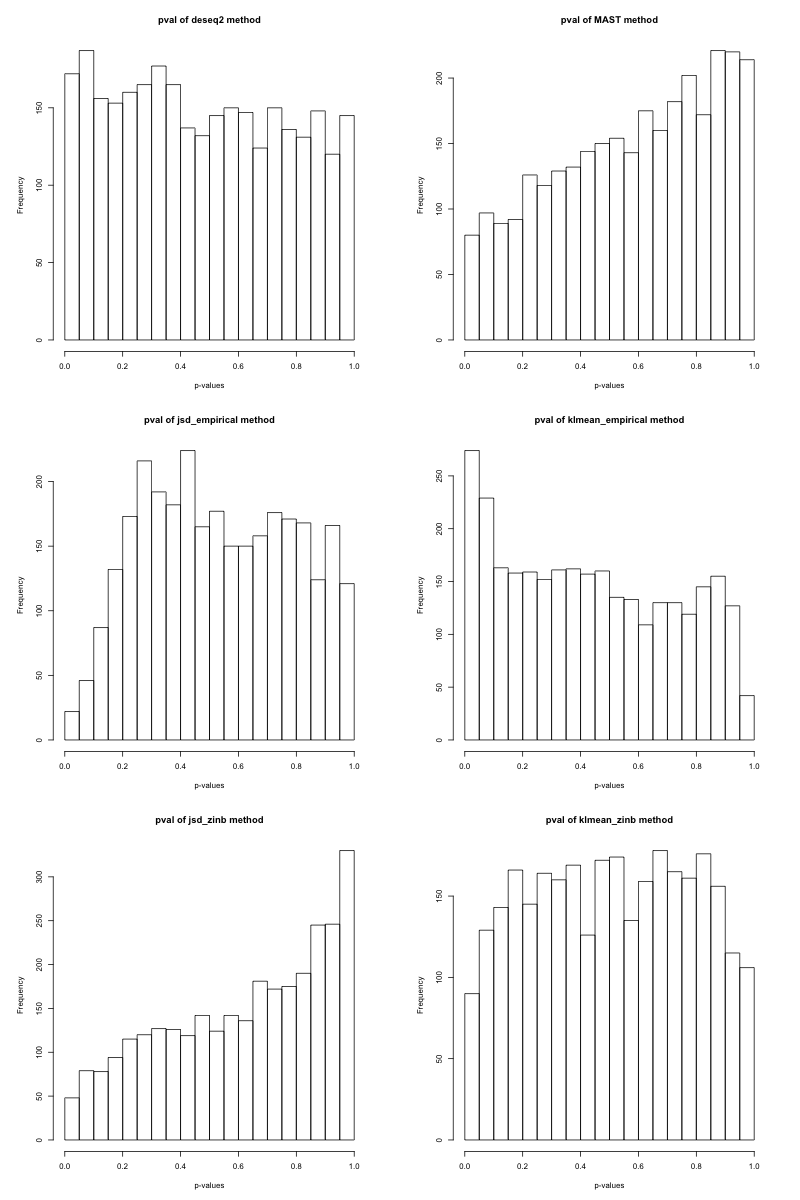 pval of deseq2 method
Frequency
0 50 100 150
0.0 0.2 0.4 0.6 0.8 1.0
p-values
pval of MAST method
Frequency
0 50 100 150 200
0.0 0.2 0.4 0.6 0.8 1.0
p-values
pval of jsd_empirical method
Frequency
0 50 100 150 200
0.0 0.2 0.4 0.6 0.8 1.0
p-values
pval of klmean_empirical method
Frequency
0 50 100 150 200 250
0.0 0.2 0.4 0.6 0.8 1.0
p-values
pval of jsd_zinb method
Frequency
0 50 100 150 200 250 300
0.0 0.2 0.4 0.6 0.8 1.0
p-values
pval of klmean_zinb method
Frequency
0 50 100 150
0.0 0.2 0.4 0.6 0.8 1.0
p-values